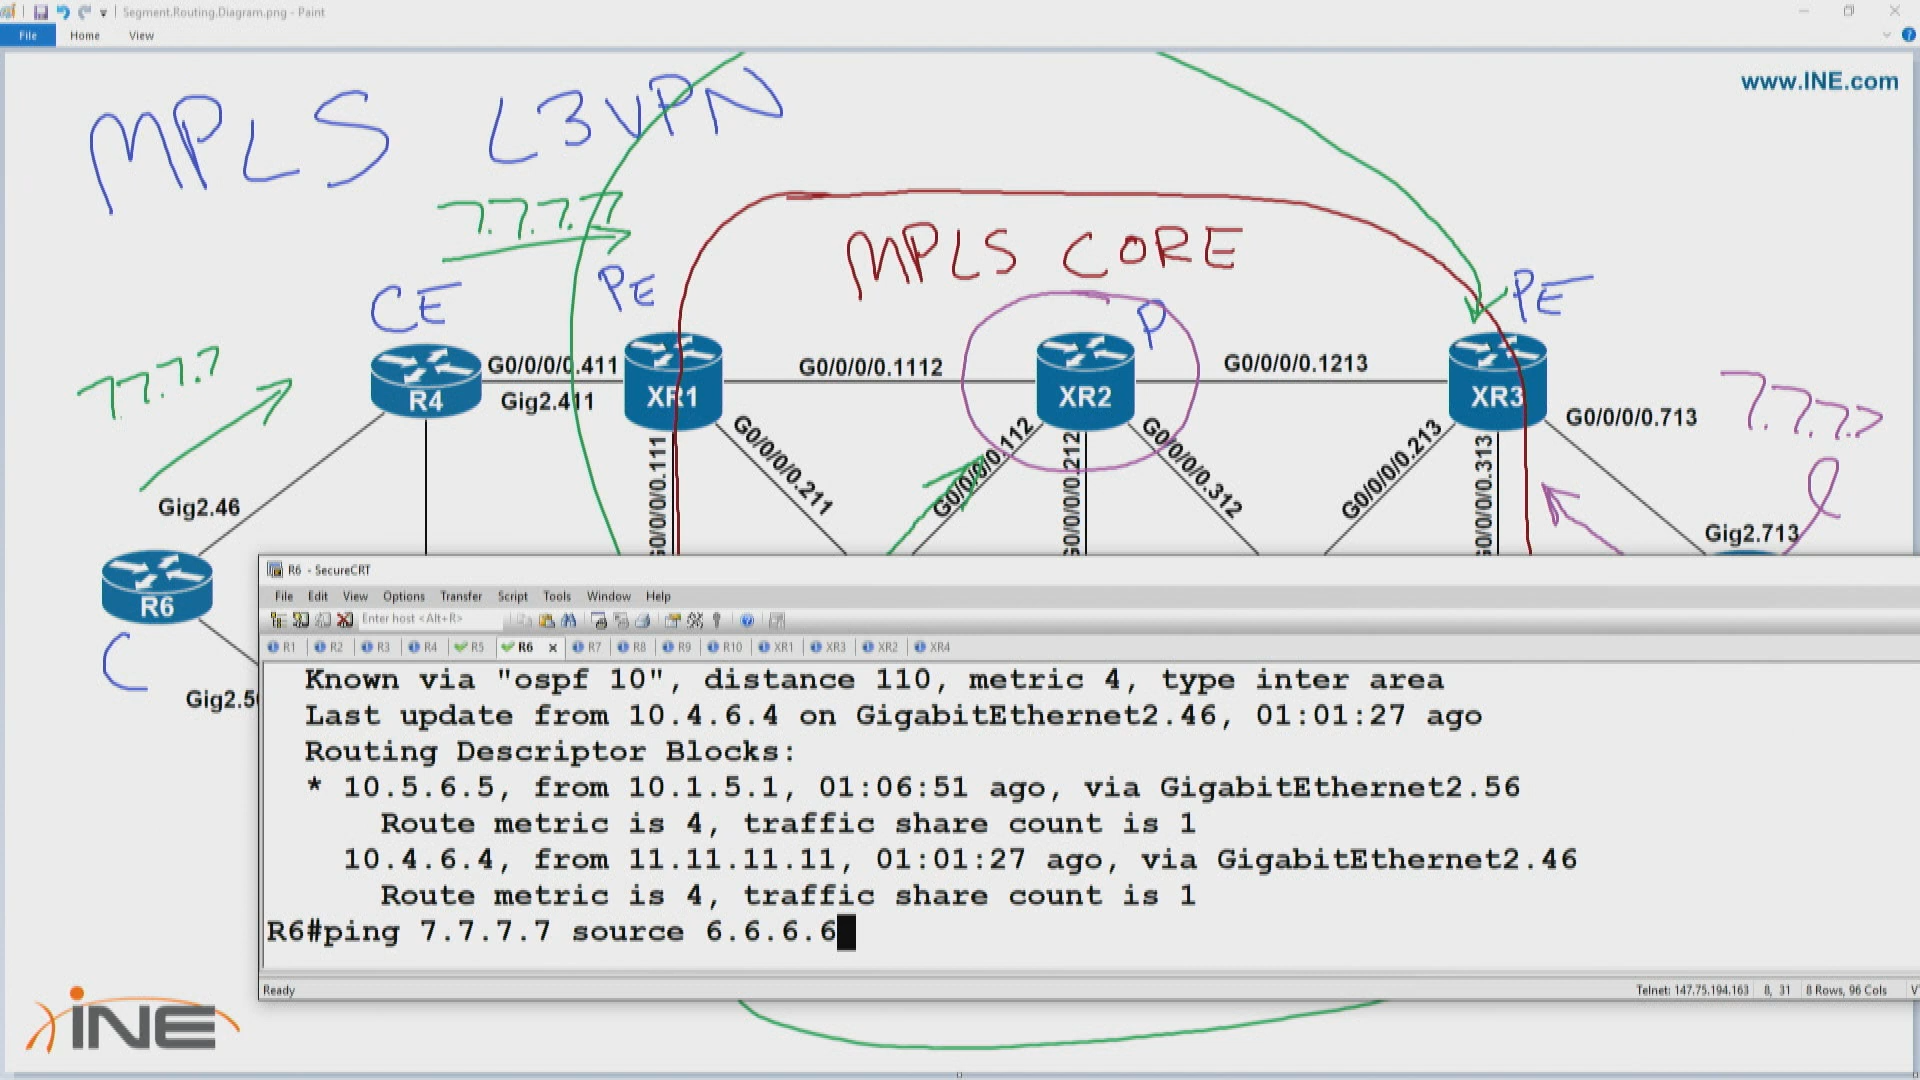 Segment.Routing.Diagram.png - Paint
File Home View
www.INE.com
MPLS L3VPN
7.7.7.7
MPLS CORE
PE
PE
CE
P
7.7.7.7
7.7.7.7
G0/0/0/0.411
G0/0/0/0.1112
G0/0/0/0.1213
R4
XR1
XR2
XR3
Gig2.411
G0/0/0/0.713
G0/0/0/0.111
G0/0/0/0.211
G0/0/0/0.112
G0/0/0/0.212
G0/0/0/0.312
G0/0/0/0.213
G0/0/0/0.313
Gig2.46
Gig2.713
R6
C
Gig2.5
R6 - SecureCRT
File Edit View Options Transfer Script Tools Window Help
Enter host <Alt+R>
R1 R2 R3 R4 R5 R6 x R7 R8 R9 R10 XR1 XR3 XR2 XR4
Known via "ospf 10", distance 110, metric 4, type inter area
Last update from 10.4.6.4 on GigabitEthernet2.46, 01:01:27 ago
Routing Descriptor Blocks:
* 10.5.6.5, from 10.1.5.1, 01:06:51 ago, via GigabitEthernet2.56
Route metric is 4, traffic share count is 1
10.4.6.4, from 11.11.11.11, 01:01:27 ago, via GigabitEthernet2.46
Route metric is 4, traffic share count is 1
R6#ping 7.7.7.7 source 6.6.6.6
Ready
Telnet: 147.75.194.163 8, 31 8 Rows, 96 Cols V
INE